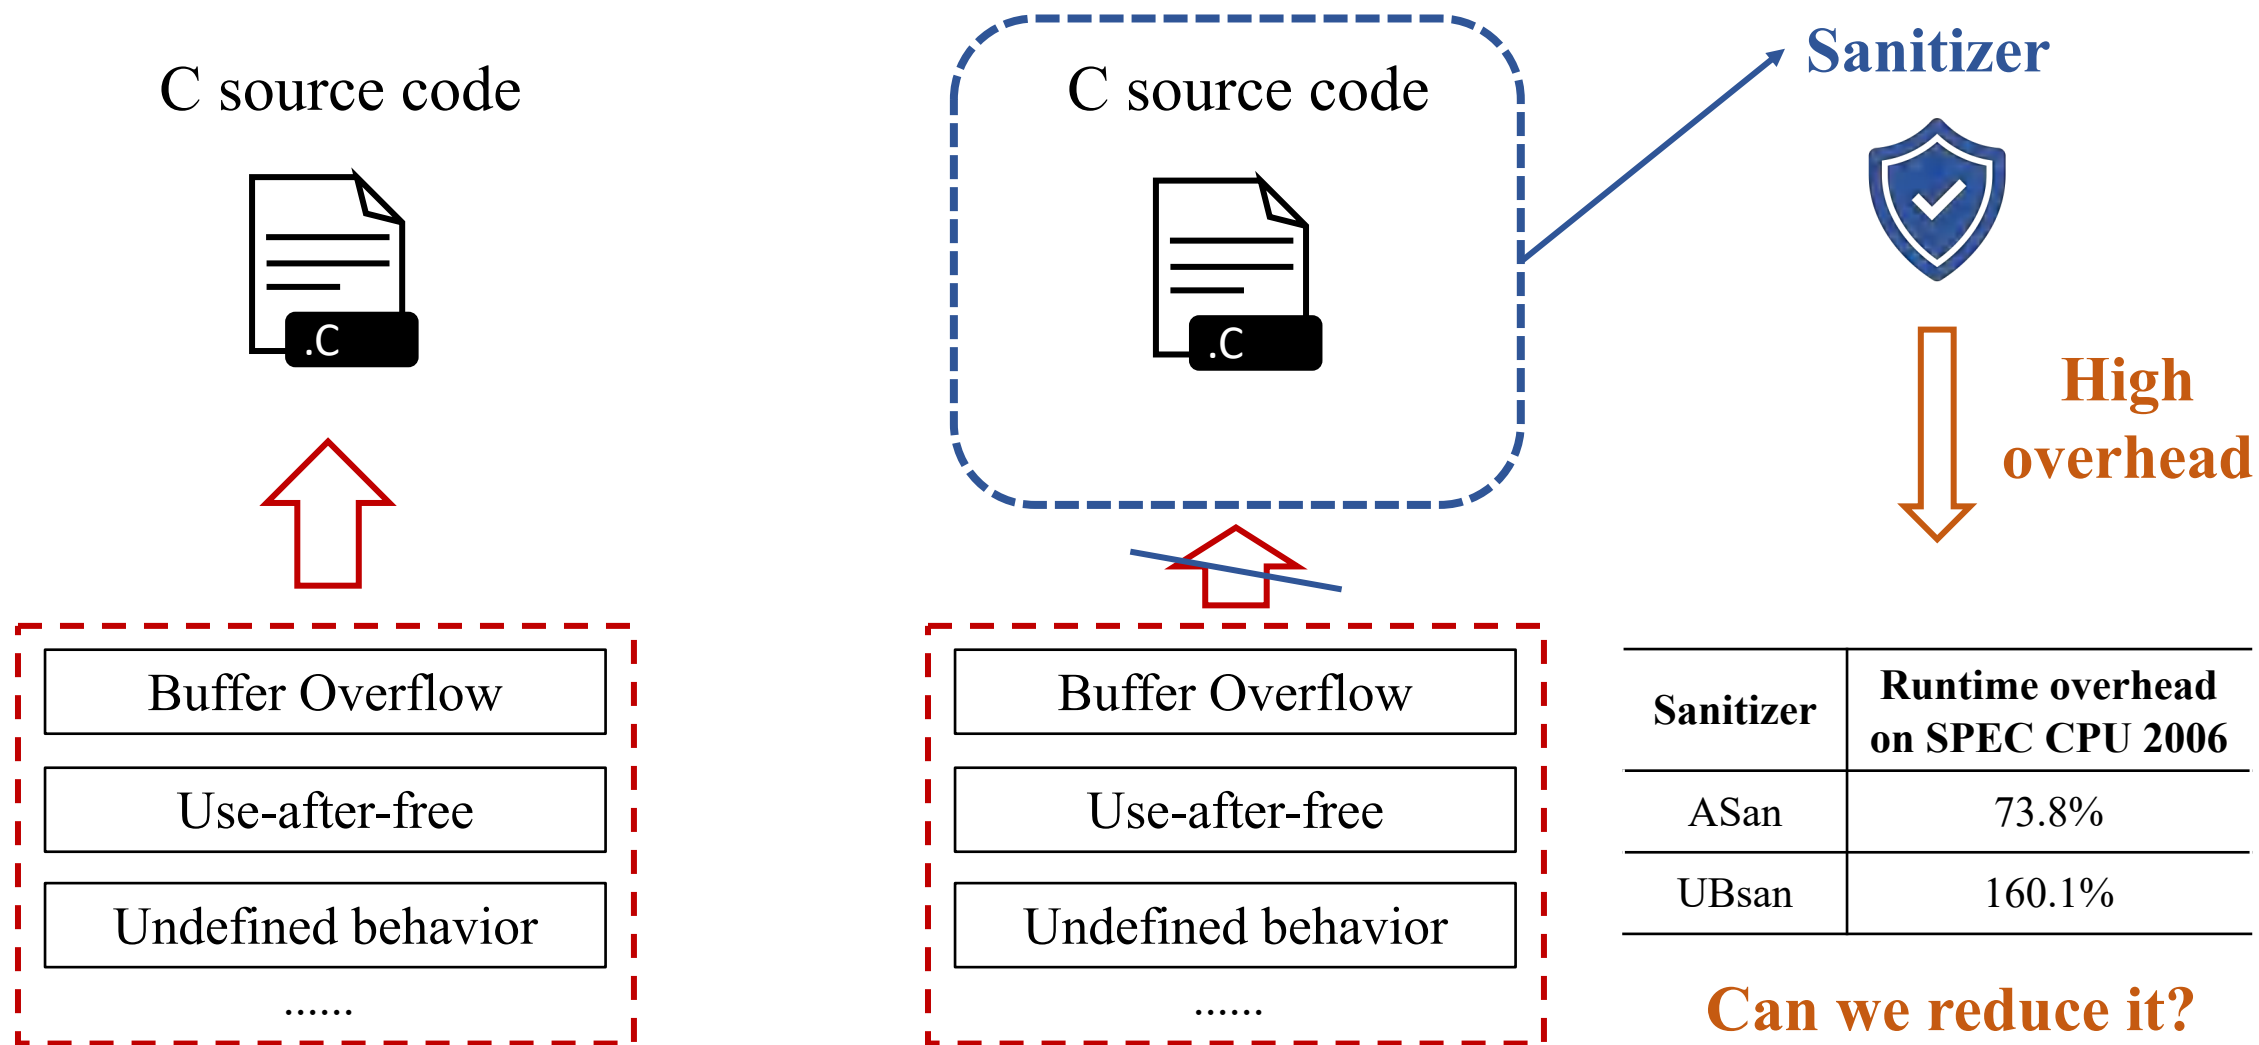 C source code
.C
Buffer Overflow
Use-after-free
Undefined behavior
......
C source code
.C
Buffer Overflow
Use-after-free
Undefined behavior
......
Sanitizer
High
overhead
Sanitizer
Runtime overhead
on SPEC CPU 2006
ASan
73.8%
UBsan
160.1%
Can we reduce it?